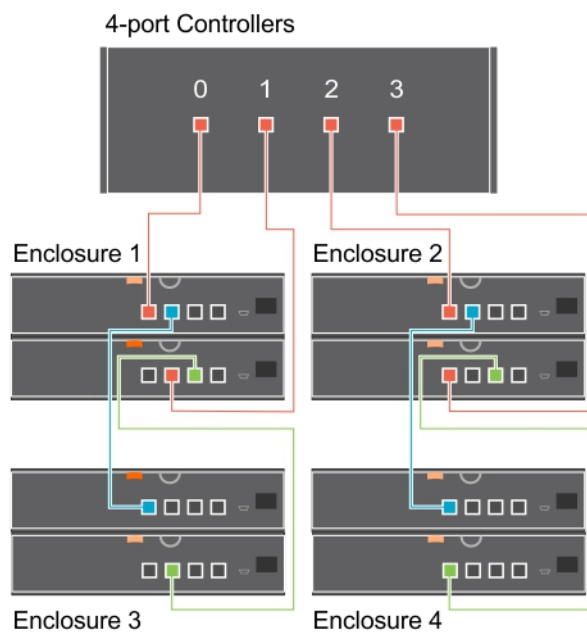 4-port Controllers
0 1 2 3
Enclosure 1 Enclosure 2
Enclosure 3 Enclosure 4